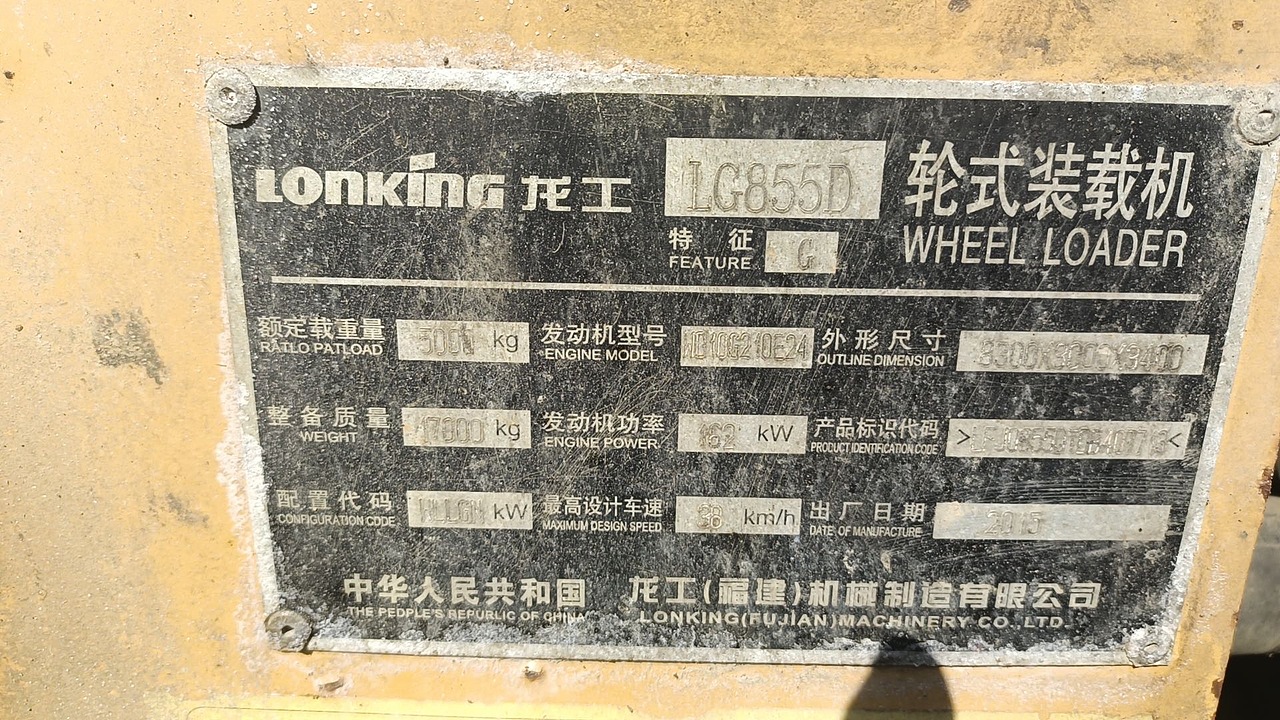 LONKING 龙工 LG855D 轮式装载机
特 征 WHEEL LOADER
FEATURE G
额定载重量 5000 kg 发动机型号 WD10G210E24 外形尺寸
RATLO PATLOAD ENGINE MODEL OUTLINE DIMENSION
整备质量 kg 发动机功率 162 kW 产品标识代码 > <
WEIGHT ENGINE POWER PRODUCT IDENTIFICATION CODE
配置代码 kW 最高设计车速 38 km/h 出厂日期 2015
CONFIGURATION CODE MAXIMUM DESIGN SPEED DATE OF MANUFACTURE
中华人民共和国 龙工(福建)机械制造有限公司
THE PEDPLE'S REPUBLIC OF CHINA LONKING(FUJIAN)MACHINERY CO.,LTD.